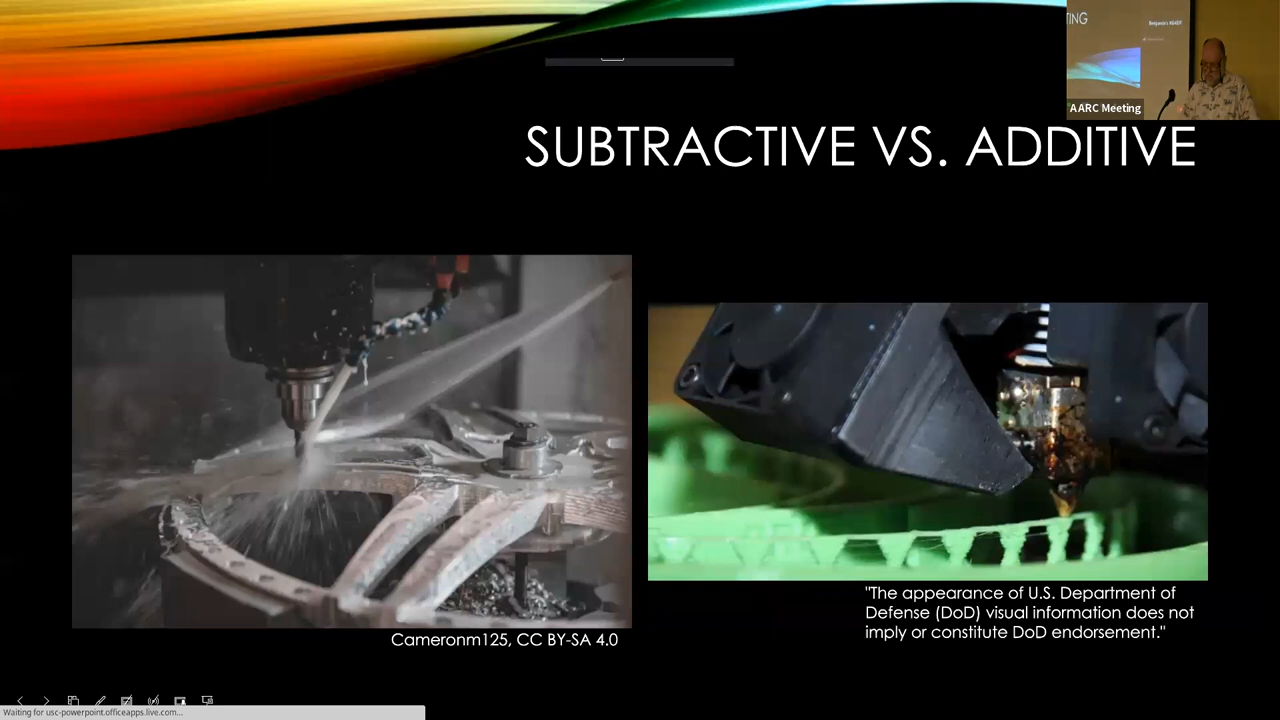 TING
AARC Meeting
SUBTRACTIVE VS. ADDITIVE
Cameronm125, CC BY-SA 4.0
"The appearance of U.S. Department of
Defense (DoD) visual information does not
imply or constitute DoD endorsement."
Waiting for usc-powerpoint.officeapps.live.com...